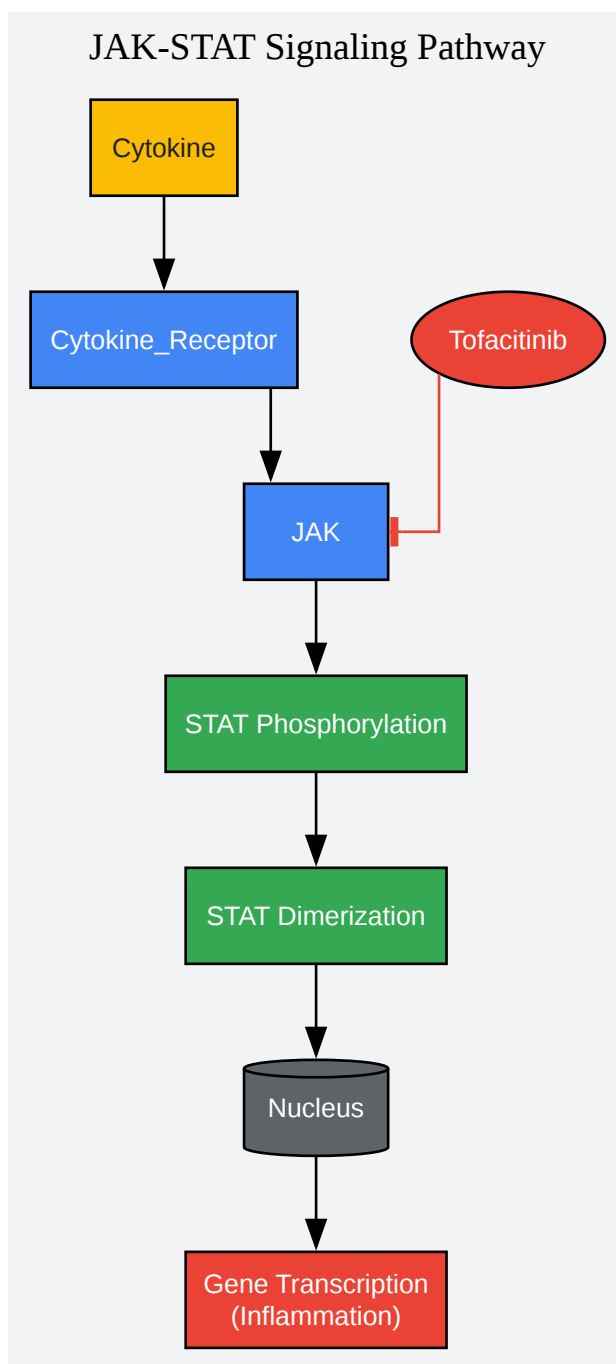 JAK-STAT Signaling Pathway
Cytokine
Cytokine_Receptor
Tofacitinib
JAK
STAT Phosphorylation
STAT Dimerization
Nucleus
Gene Transcription
(Inflammation)